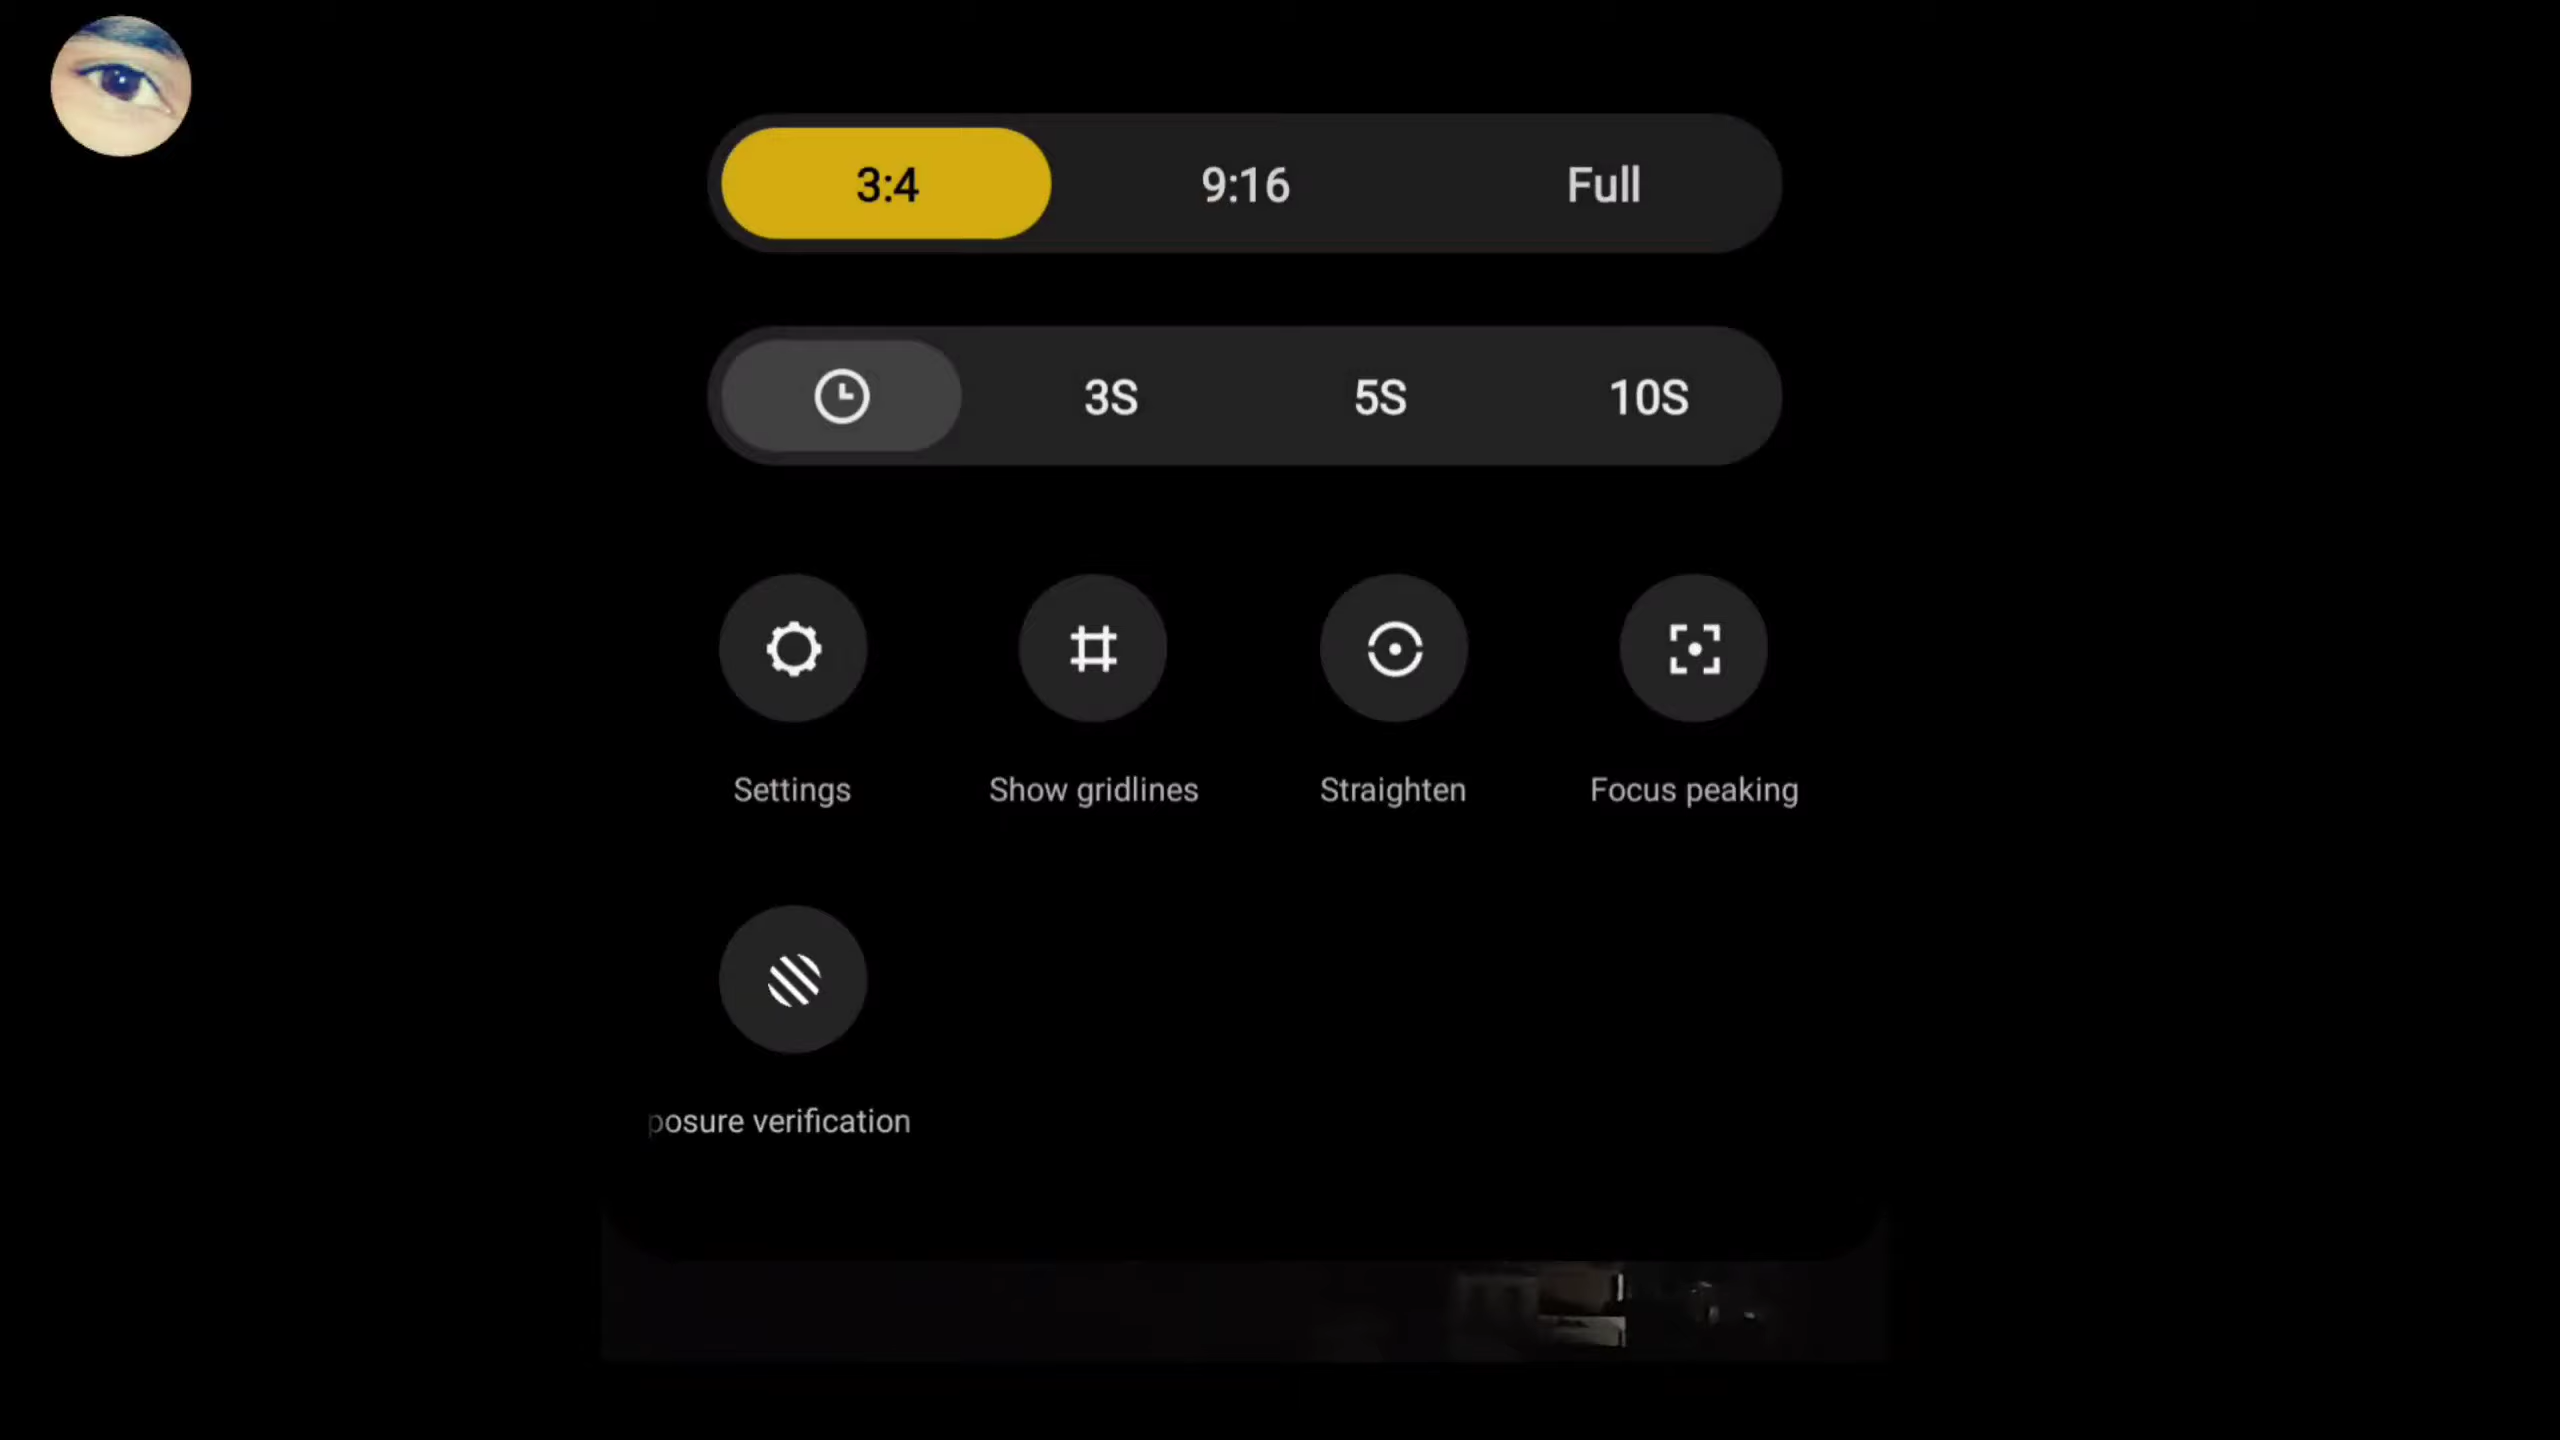 3:4 9:16 Full
3S 5S 10S
Settings Show gridlines Straighten Focus peaking
posure verification